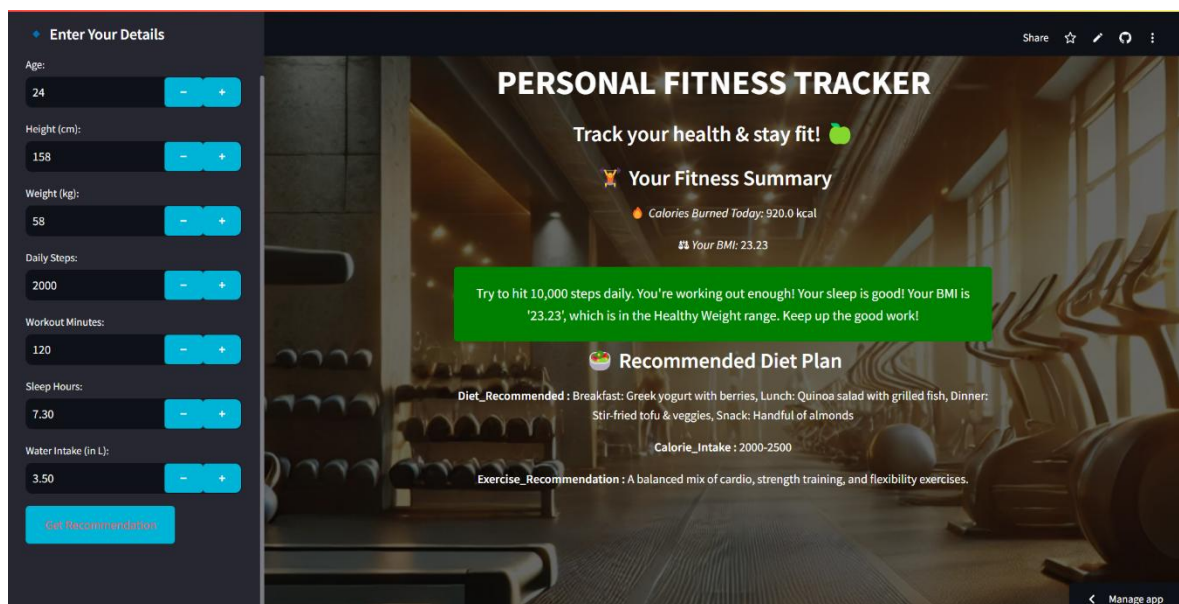 Enter Your Details
Age:
24
Height (cm):
158
Weight (kg):
58
Daily Steps:
2000
Workout Minutes:
120
Sleep Hours:
7.30
Water Intake (in L):
3.50
Get Recommendation
Share
PERSONAL FITNESS TRACKER
Track your health & stay fit!
Your Fitness Summary
Calories Burned Today: 920.0 kcal
Your BMI: 23.23
Try to hit 10,000 steps daily. You're working out enough! Your sleep is good! Your BMI is
'23.23', which is in the Healthy Weight range. Keep up the good work!
Recommended Diet Plan
Diet_Recommended : Breakfast: Greek yogurt with berries, Lunch: Quinoa salad with grilled fish, Dinner:
Stir-fried tofu & veggies, Snack: Handful of almonds
Calorie_Intake : 2000-2500
Exercise_Recommendation : A balanced mix of cardio, strength training, and flexibility exercises.
Manage app